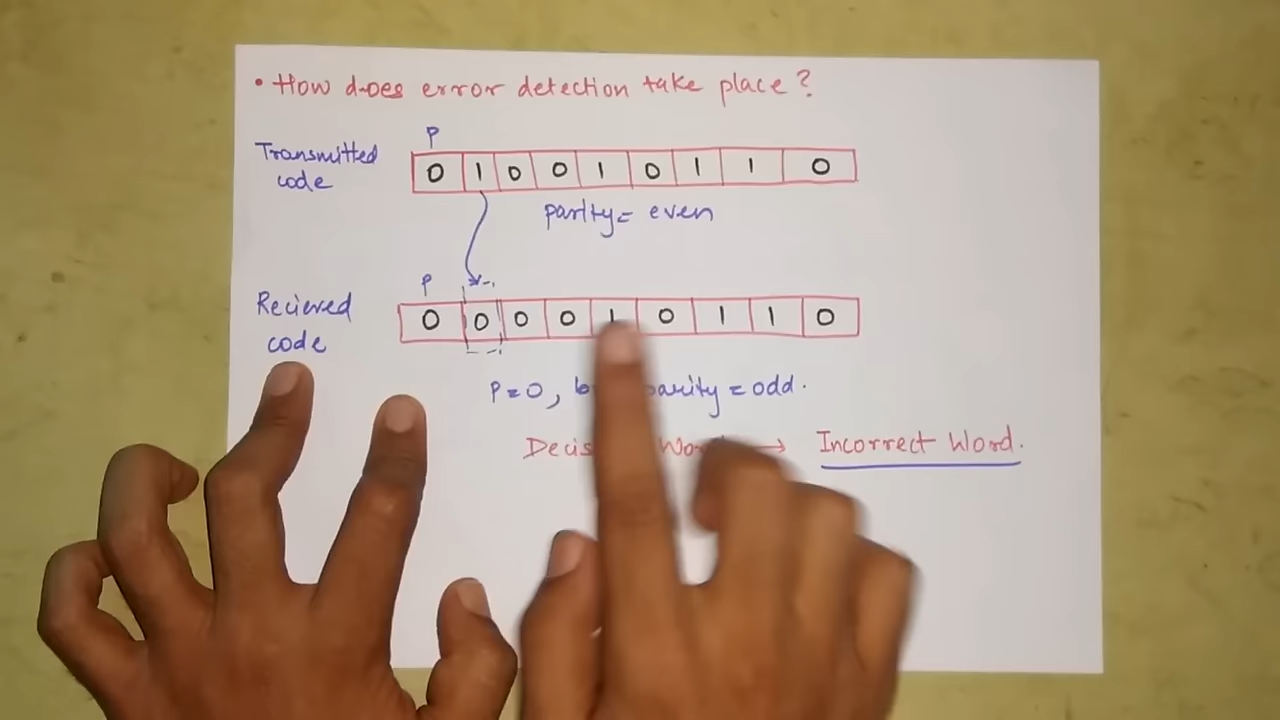 • How does error detection take place?
P
Transmitted code
0 1 0 0 1 0 1 1 0
parity = even
P
Recieved code
0 0 0 0 1 0 1 1 0
P = 0, parity = odd.
→ Incorrect Word.